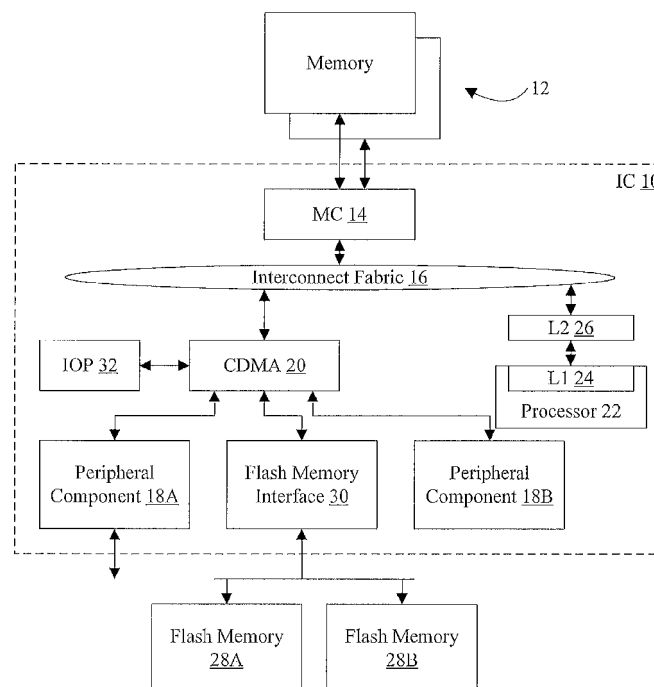 Memory
12
IC 10
MC 14
Interconnect Fabric 16
L2 26
IOP 32
CDMA 20
L1 24
Processor 22
Peripheral
Component 18A
Flash Memory
Interface 30
Peripheral
Component 18B
Flash Memory
28A
Flash Memory
28B